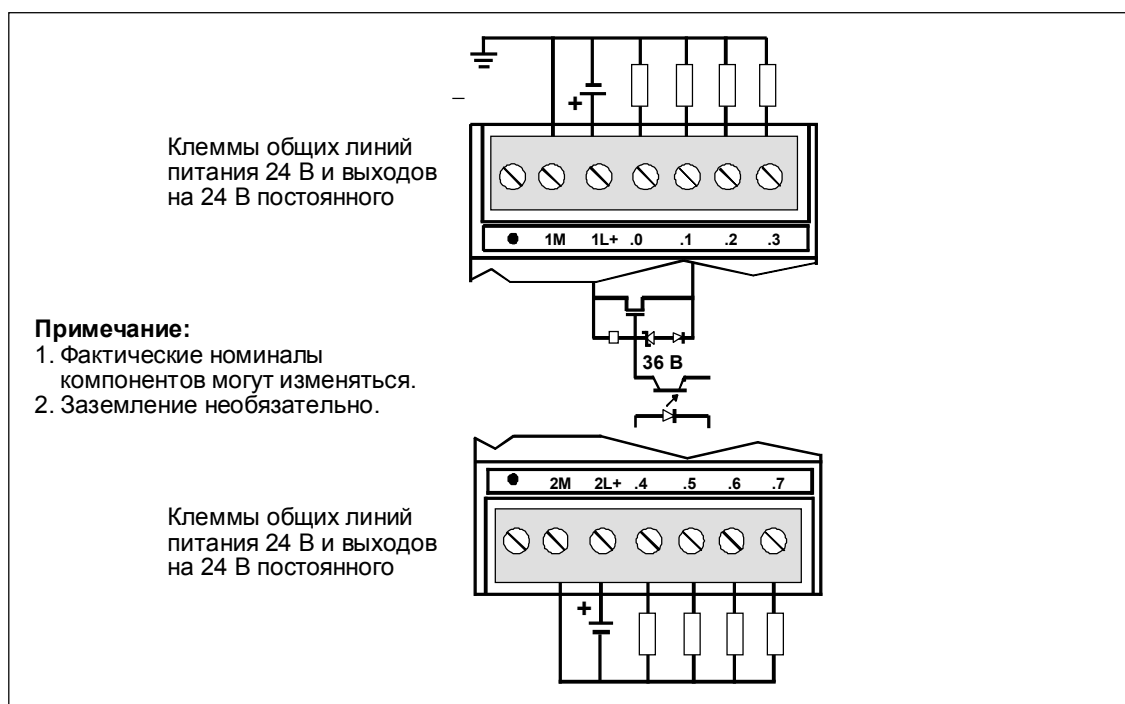 –
+
Клеммы общих линий
питания 24 В и выходов
на 24 В постоянного
1M 1L+ .0 .1 .2 .3
Примечание:
1. Фактические номиналы
компонентов могут изменяться.
2. Заземление необязательно.
36 В
2M 2L+ .4 .5 .6 .7
Клеммы общих линий
питания 24 В и выходов
на 24 В постоянного
+